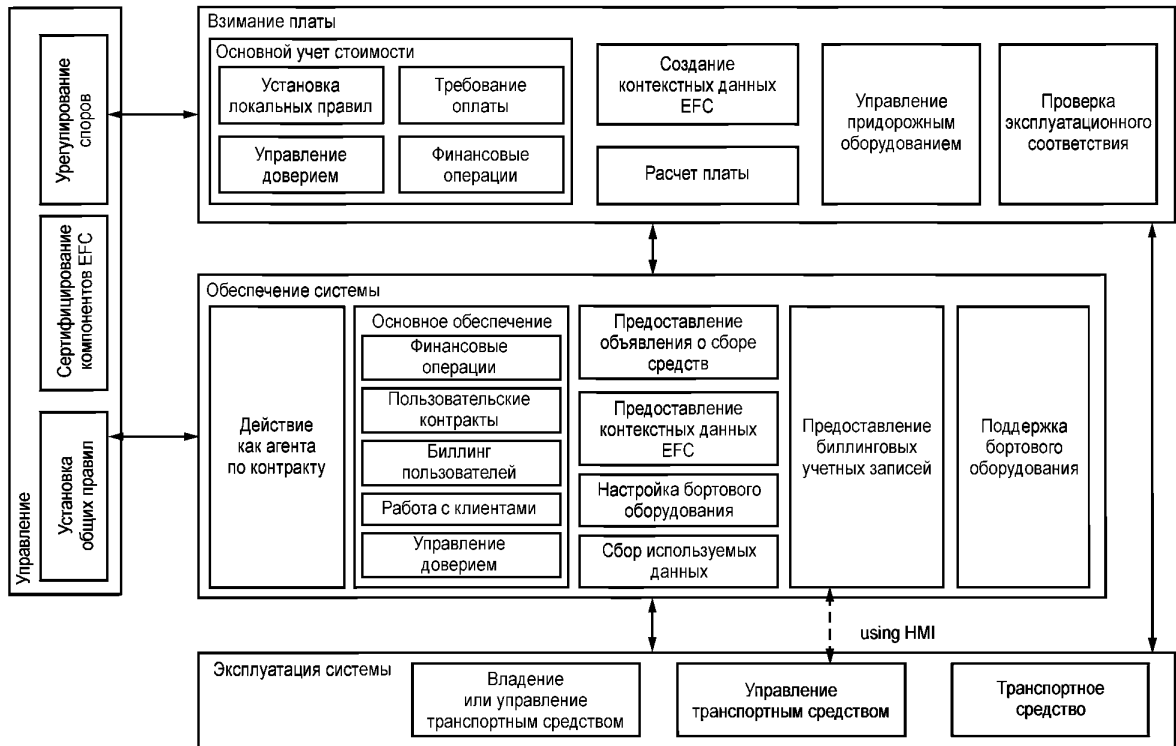 Управление
Урегулирование
споров
Сертифицирование
компонентов EFC
Установка
общих правил
Взимание платы
Основной учет стоимости
Установка
локальных правил
Требование
оплаты
Управление
доверием
Финансовые
операции
Создание
контекстных данных
EFC
Расчет платы
Управление
придорожным
оборудованием
Проверка
эксплуатационного
соответствия
Обеспечение системы
Действие
как агента
по контракту
Основное обеспечение
Финансовые
операции
Пользовательские
контракты
Биллинг
пользователей
Работа с клиентами
Управление
доверием
Предоставление
объявления о сборе
средств
Предоставление
контекстных данных
EFC
Настройка бортового
оборудования
Сбор используемых
данных
Предоставление
биллинговых
учетных записей
Поддержка
бортового
оборудования
using HMI
Эксплуатация системы
Владение
или управление
транспортным средством
Управление
транспортным средством
Транспортное
средство